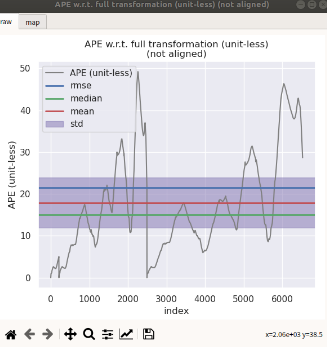 APE w.r.t. full transformation (unit-less) (not aligned)
raw map
APE w.r.t. full transformation (unit-less)
(not aligned)
APE (unit-less)
rmse
median
mean
std
APE (unit-less)
50
40
30
20
10
0
0 1000 2000 3000 4000 5000 6000
index
x=2.06e+03 y=38.5